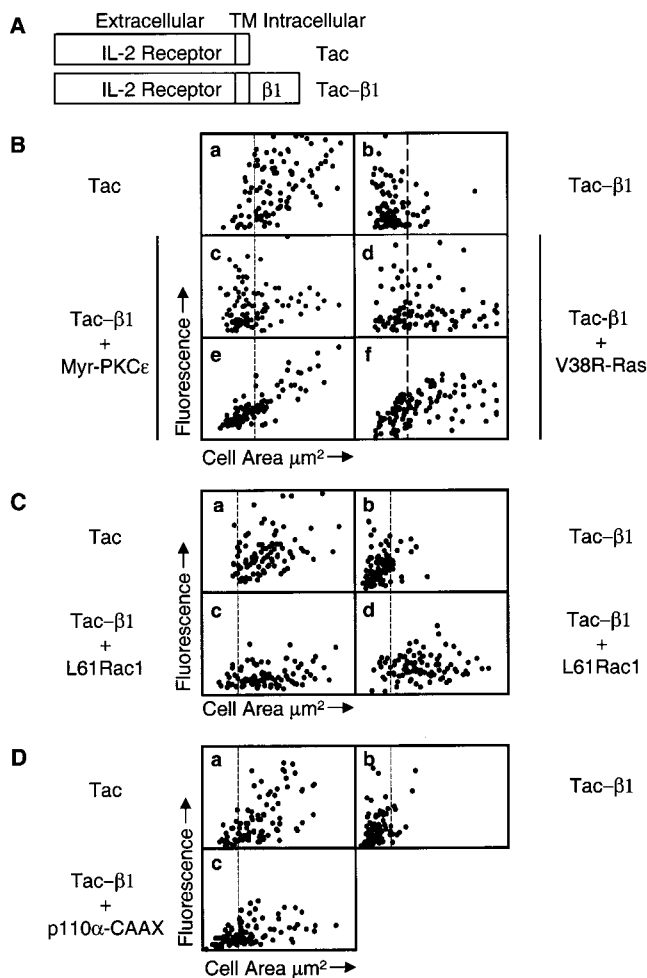 A
Extracellular TM Intracellular
IL-2 Receptor Tac
IL-2 Receptor β1 Tac–β1
B
a b
Tac Tac–β1
c d
Tac–β1
+
Myr-PKCε
Tac-β1
+
V38R-Ras
e f
Fluorescence →
Cell Area μm² →
C
a b
Tac Tac–β1
c d
Tac–β1
+
L61Rac1
Tac–β1
+
L61Rac1
Fluorescence →
Cell Area μm² →
D
a b
Tac Tac–β1
c
Tac–β1
+
p110α-CAAX
Fluorescence →
Cell Area μm² →